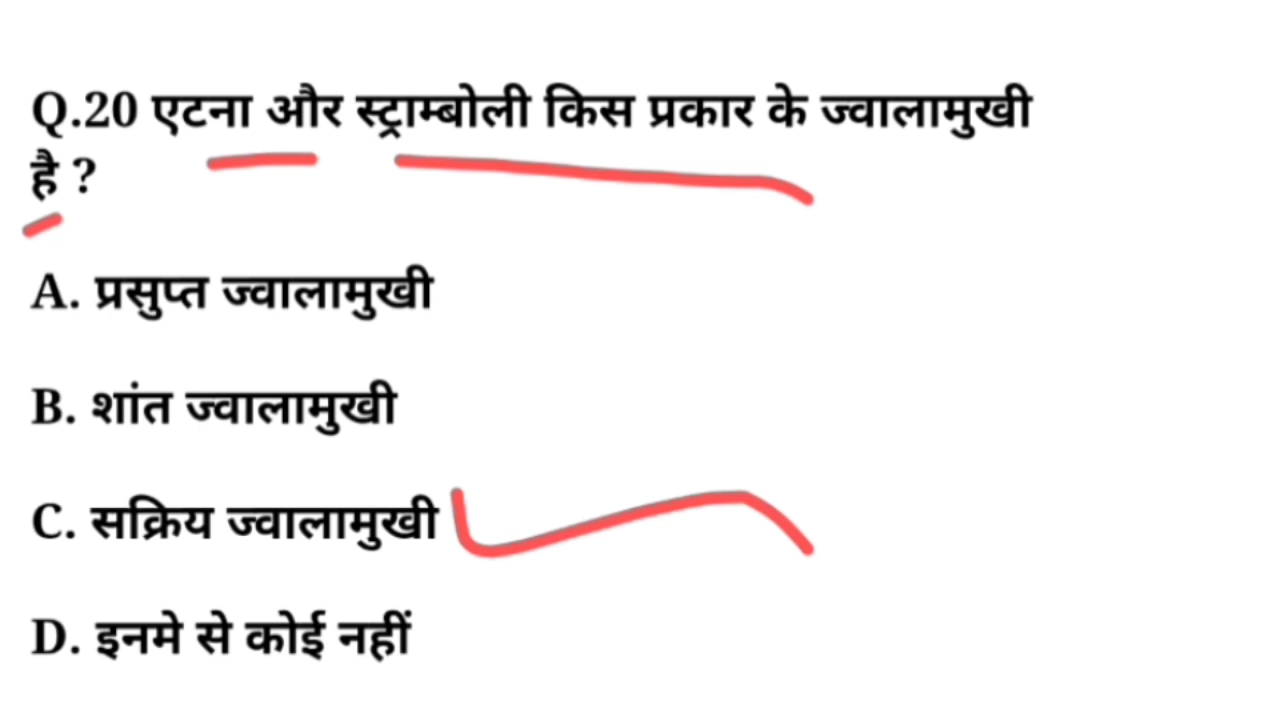 Q.20 एटना और स्ट्राम्बोली किस प्रकार के ज्वालामुखी
है ?
A. प्रसुप्त ज्वालामुखी
B. शांत ज्वालामुखी
C. सक्रिय ज्वालामुखी
D. इनमे से कोई नहीं